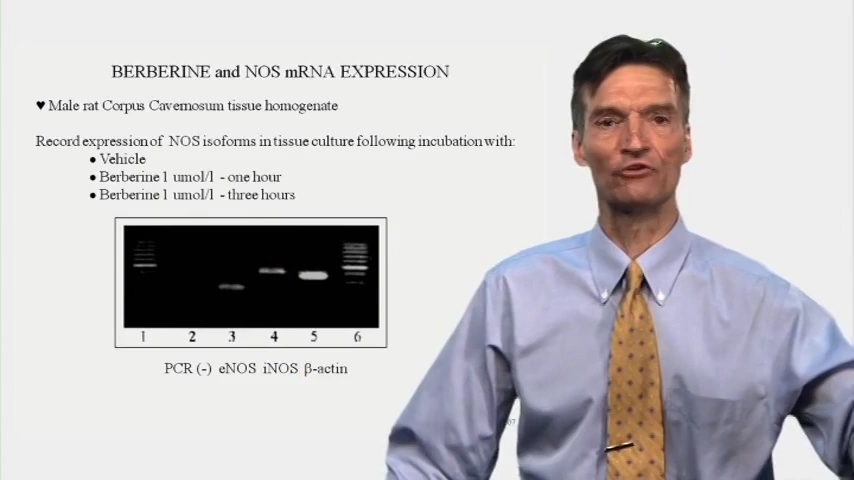 BERBERINE and NOS mRNA EXPRESSION
♥ Male rat Corpus Cavernosum tissue homogenate
Record expression of NOS isoforms in tissue culture following incubation with:
● Vehicle
● Berberine 1 umol/l - one hour
● Berberine 1 umol/l - three hours
1 2 3 4 5 6
PCR (-) eNOS iNOS β-actin